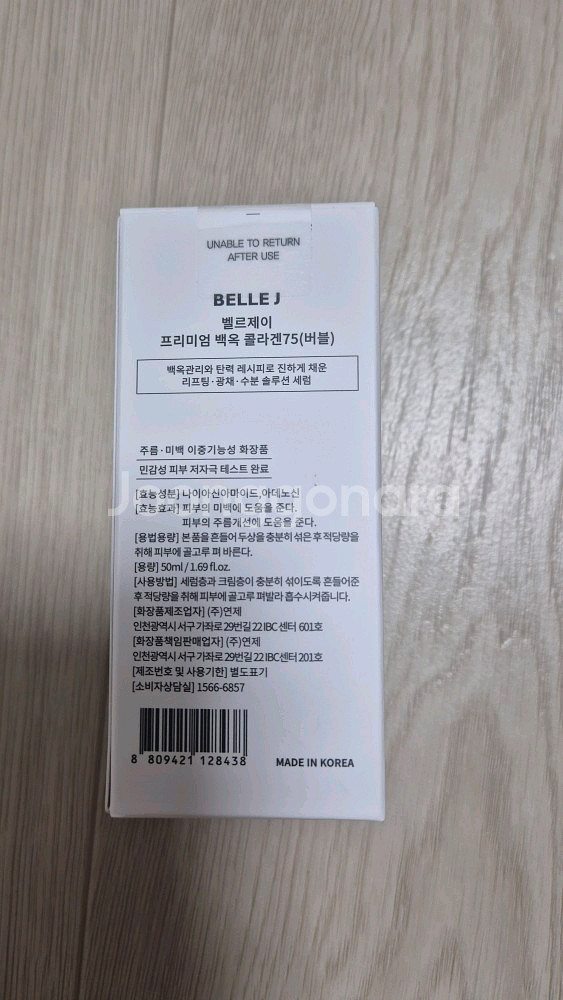 UNABLE TO RETURN
AFTER USE
BELLE J
벨르제이
프리미엄 백옥 콜라겐75(버블)
백옥관리와 탄력 레시피로 진하게 채운
리프팅·광채·수분 솔루션 세럼
주름·미백 이중기능성 화장품
민감성 피부 저자극 테스트 완료
[효능성분] 나이아신아마이드,아데노신
[효능효과] 피부의 미백에 도움을 준다.
피부의 주름개선에 도움을 준다.
[용법용량] 본품을 흔들어 두상을 충분히 섞은 후 적당량을
취해 피부에 골고루 펴 바른다.
[용량] 50ml / 1.69 fl.oz.
[사용방법] 세럼층과 크림층이 충분히 섞이도록 흔들어준
후 적당량을 취해 피부에 골고루 펴발라 흡수시켜줍니다.
[화장품제조업자] (주)연제
인천광역시 서구 가좌로 29번길 22 IBC 센터 601호
[화장품책임판매업자] (주)연제
인천광역시 서구 가좌로 29번길 22 IBC센터 201호
[제조번호 및 사용기한] 별도표기
[소비자상담실] 1566-6857
8 809421 128438
MADE IN KOREA
Joongonara